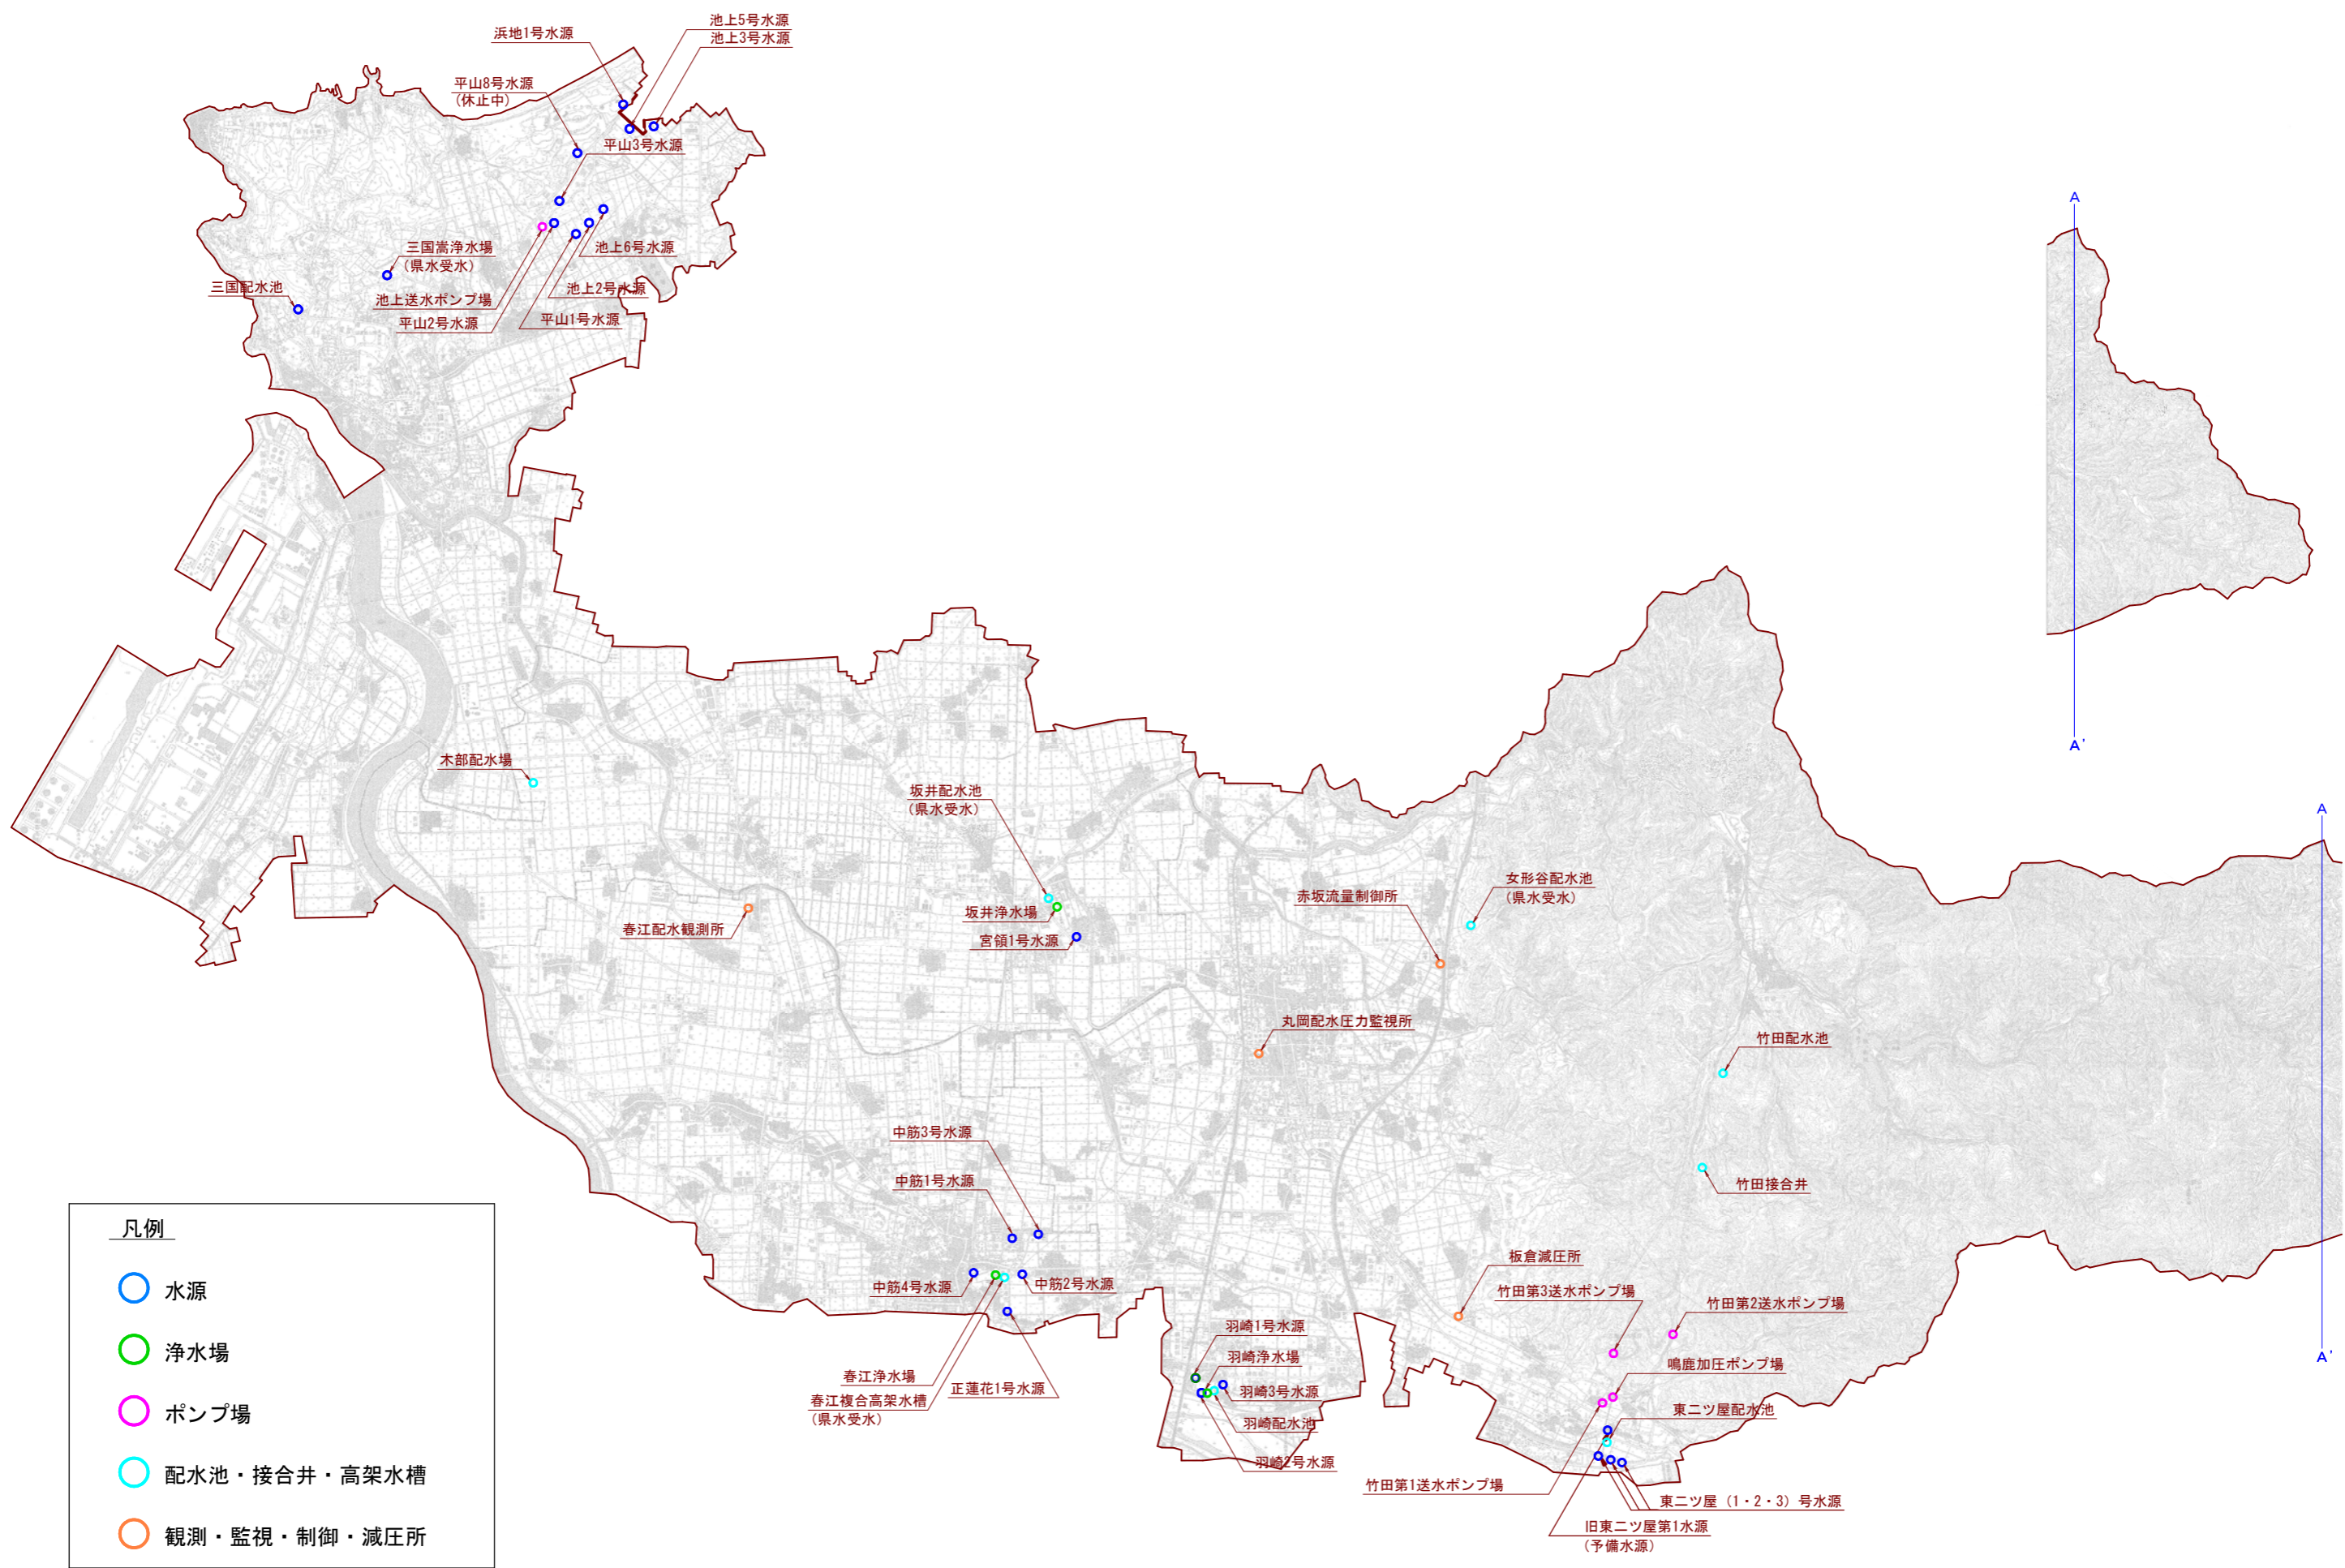 池上5号水源
浜地1号水源
池上3号水源
平山8号水源
(休止中)
平山3号水源
三国嵩浄水場
(県水受水)
池上6号水源
三国配水池
池上送水ポンプ場
池上2号水源
平山2号水源
平山1号水源
A
A'
木部配水場
坂井配水池
(県水受水)
A
女形谷配水池
(県水受水)
赤坂流量制御所
坂井浄水場
春江配水観測所
宮領1号水源
丸岡配水圧力監視所
竹田配水池
中筋3号水源
中筋1号水源
竹田接合井
板倉減圧所
中筋4号水源
中筋2号水源
竹田第3送水ポンプ場
竹田第2送水ポンプ場
羽崎1号水源
羽崎浄水場
鳴鹿加圧ポンプ場
A'
春江浄水場
正蓮花1号水源
羽崎3号水源
春江複合高架水槽
(県水受水)
東二ツ屋配水池
羽崎配水池
羽崎2号水源
竹田第1送水ポンプ場
東二ツ屋(1・2・3)号水源
旧東二ツ屋第1水源
(予備水源)
凡例
水源
浄水場
ポンプ場
配水池・接合井・高架水槽
観測・監視・制御・減圧所